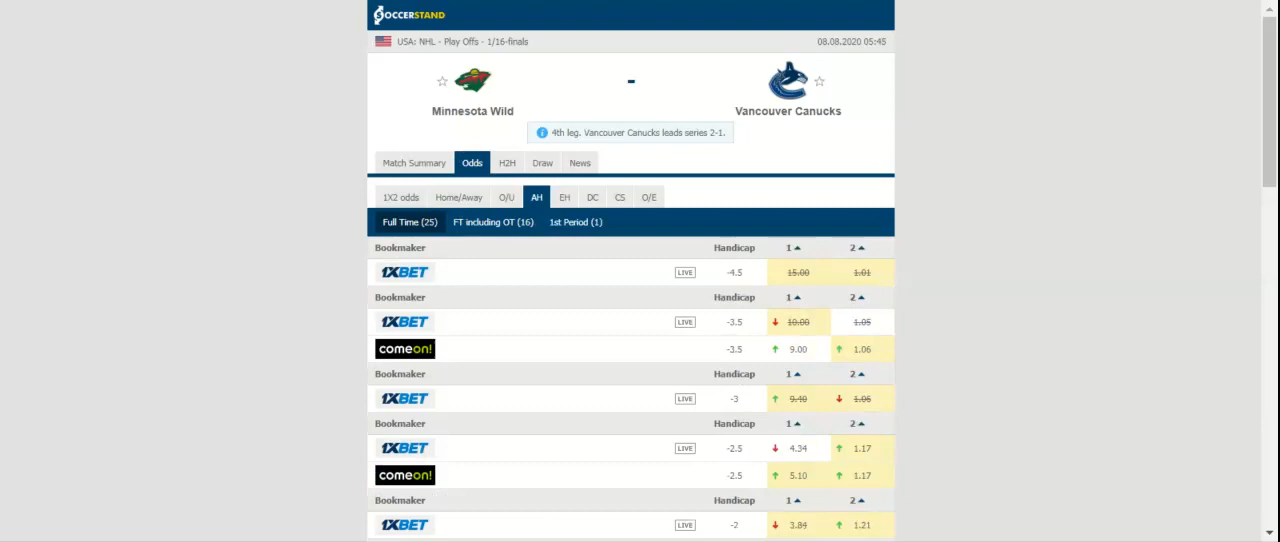 SOCCERSTAND
USA: NHL - Play Offs - 1/16-finals 08.08.2020 05:45
-
Minnesota Wild Vancouver Canucks
4th leg. Vancouver Canucks leads series 2-1.
Match Summary Odds H2H Draw News
1X2 odds Home/Away O/U AH EH DC CS O/E
Full Time (25) FT including OT (16) 1st Period (1)
Bookmaker Handicap 1 2
1XBET LIVE -4.5 15.00 1.01
Bookmaker Handicap 1 2
1XBET LIVE -3.5 10.00 1.05
comeon! -3.5 9.00 1.06
Bookmaker Handicap 1 2
1XBET LIVE -3 9.40 1.06
Bookmaker Handicap 1 2
1XBET LIVE -2.5 4.34 1.17
comeon! -2.5 5.10 1.17
Bookmaker Handicap 1 2
1XBET LIVE -2 3.84 1.21